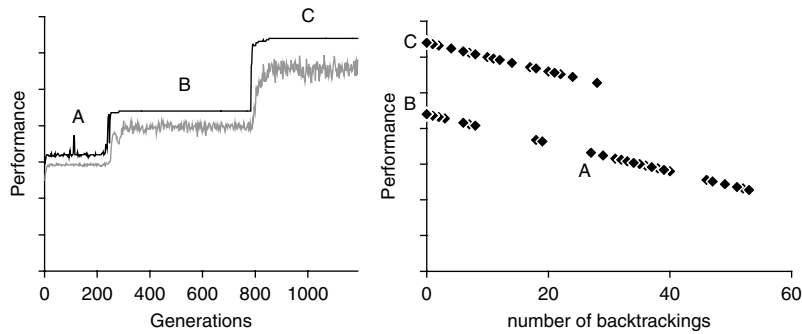 C
B
A
Performance
0 200 400 600 800 1000
Generations
C
B
A
Performance
0 20 40 60
number of backtrackings